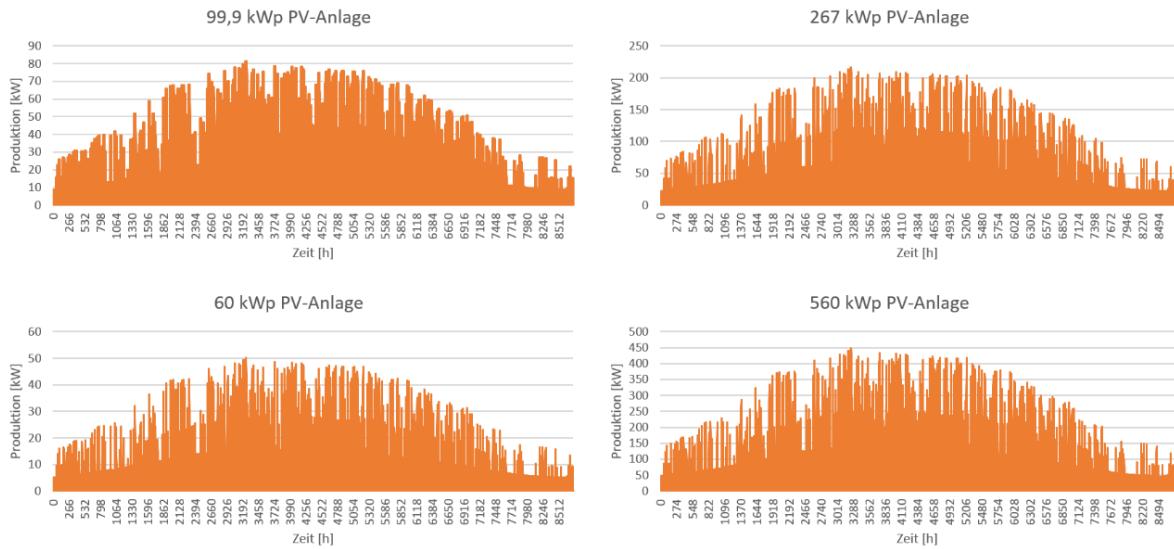 99,9 kWp PV-Anlage
Produktion [kW]
90
80
70
60
50
40
30
20
10
0
0 266 532 798 1064 1330 1596 1862 2128 2394 2660 2926 3192 3458 3724 3990 4256 4522 4788 5054 5320 5586 5852 6118 6384 6650 6916 7182 7448 7714 7980 8246 8512
Zeit [h]
267 kWp PV-Anlage
Produktion [kW]
250
200
150
100
50
0
0 274 548 822 1096 1370 1644 1918 2192 2466 2740 3014 3288 3562 3836 4110 4384 4658 4932 5206 5480 5754 6028 6302 6576 6850 7124 7398 7672 7946 8220 8494
Zeit [h]
60 kWp PV-Anlage
Produktion [kW]
60
50
40
30
20
10
0
0 266 532 798 1064 1330 1596 1862 2128 2394 2660 2926 3192 3458 3724 3990 4256 4522 4788 5054 5320 5586 5852 6118 6384 6650 6916 7182 7448 7714 7980 8246 8512
Zeit [h]
560 kWp PV-Anlage
Produktion [kW]
500
450
400
350
300
250
200
150
100
50
0
0 274 548 822 1096 1370 1644 1918 2192 2466 2740 3014 3288 3562 3836 4110 4384 4658 4932 5206 5480 5754 6028 6302 6576 6850 7124 7398 7672 7946 8220 8494
Zeit [h]